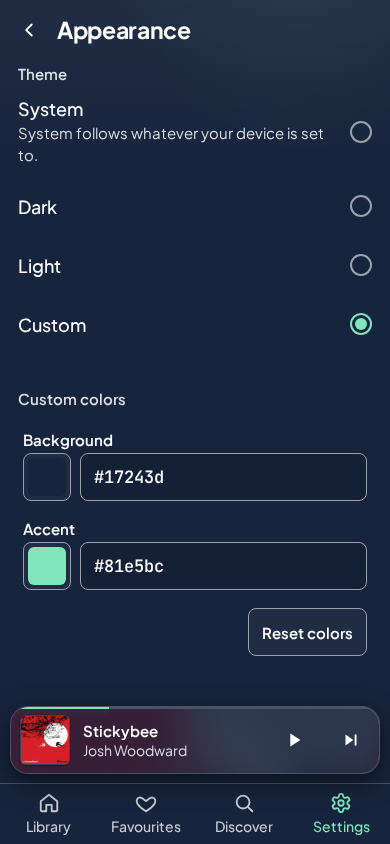 Appearance
Theme
System
System follows whatever your device is set
to.
Dark
Light
Custom
Custom colors
Background
#17243d
Accent
#81e5bc
Reset colors
Stickybee
Josh Woodward
Library
Favourites
Discover
Settings